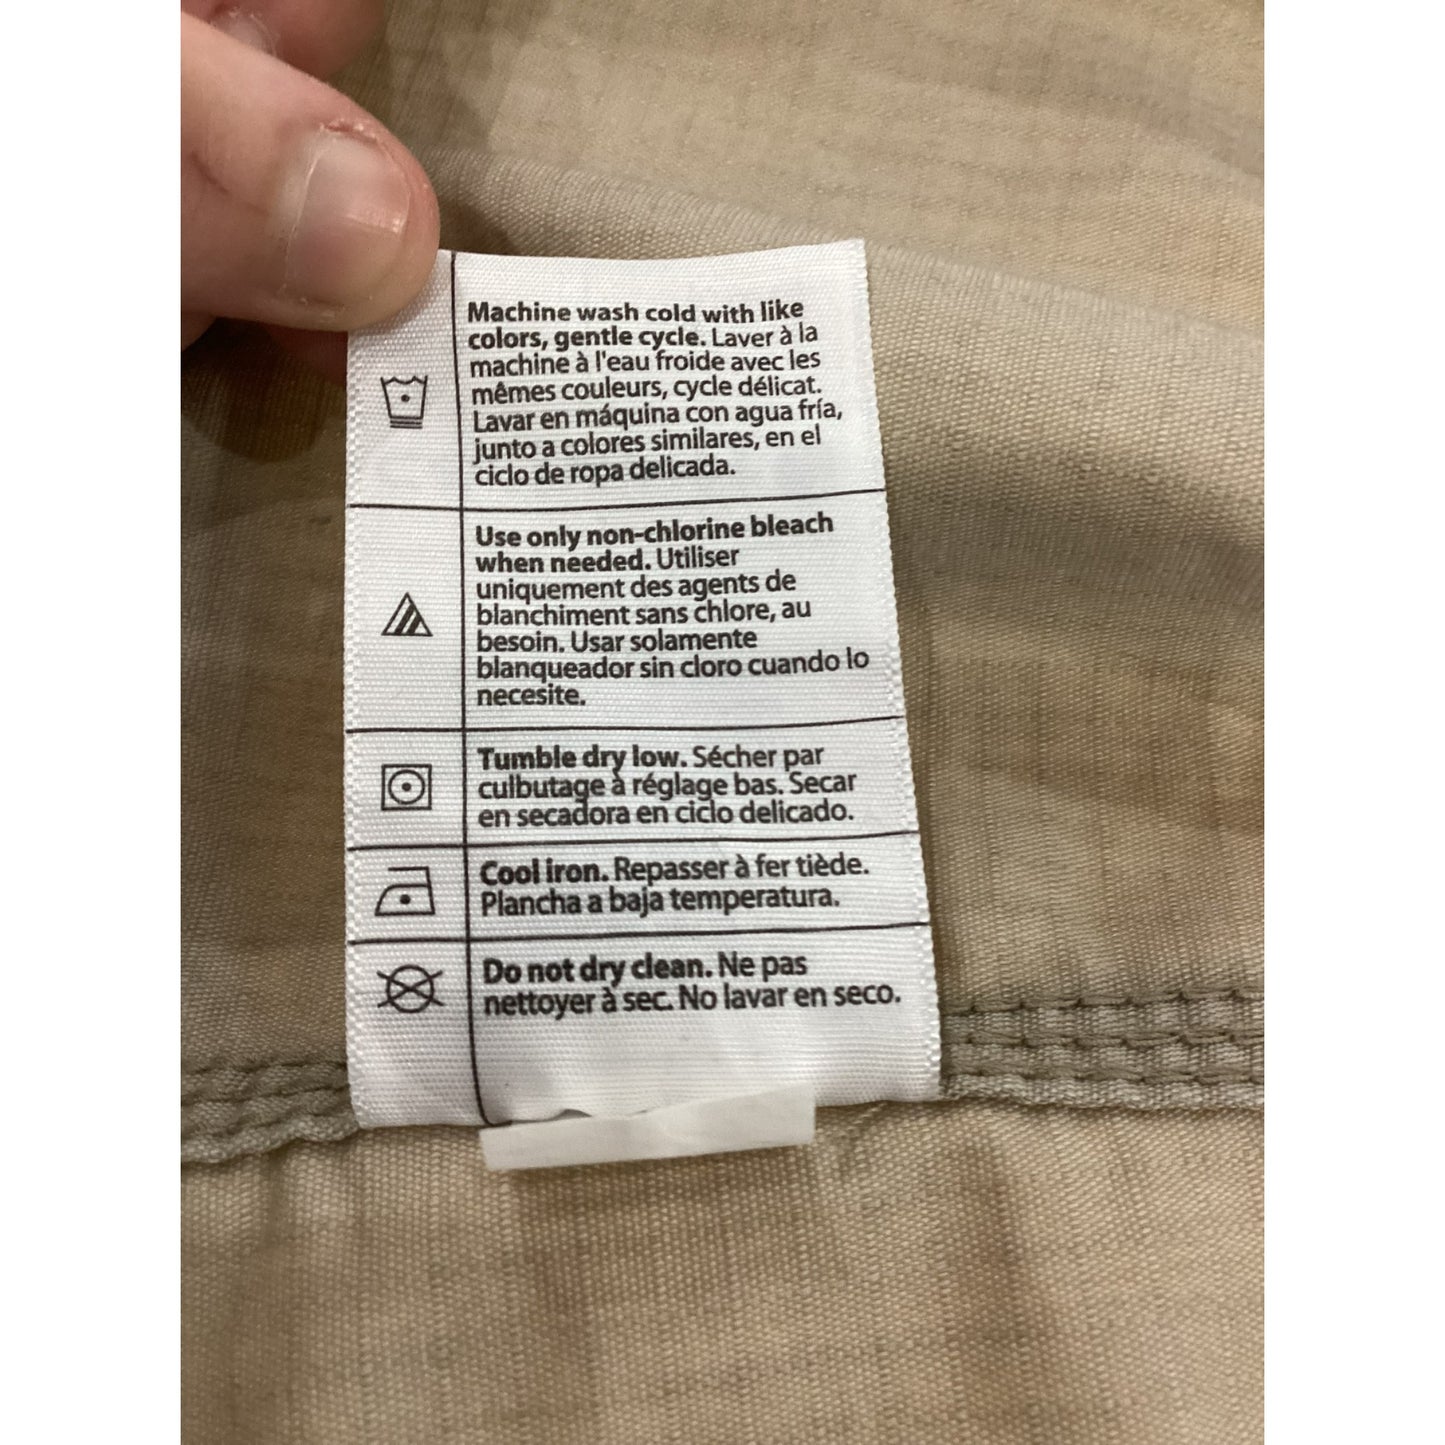 Machine wash cold with like
colors, gentle cycle. Laver à la
machine à l'eau froide avec les
mêmes couleurs, cycle délicat.
Lavar en máquina con agua fría,
junto a colores similares, en el
ciclo de ropa delicada.
Use only non-chlorine bleach
when needed. Utiliser
uniquement des agents de
blanchiment sans chlore, au
besoin. Usar solamente
blanqueador sin cloro cuando lo
necesite.
Tumble dry low. Sécher par
culbutage à réglage bas. Secar
en secadora en ciclo delicado.
Cool iron. Repasser à fer tiède.
Plancha a baja temperatura.
Do not dry clean. Ne pas
nettoyer à sec. No lavar en seco.